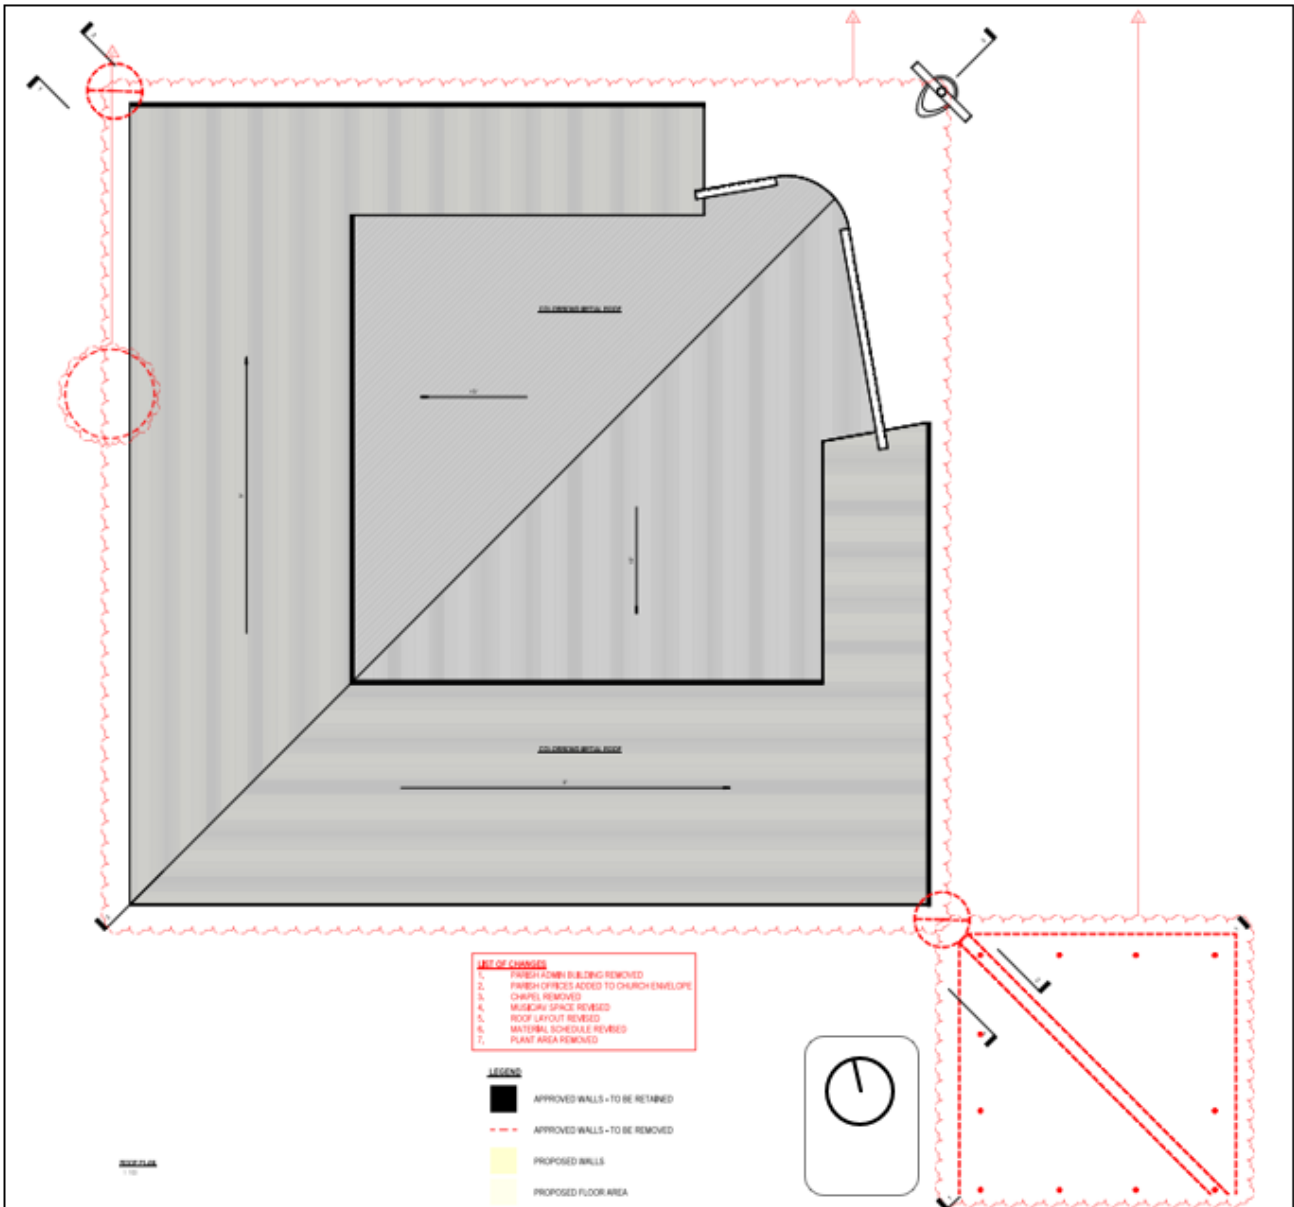 COLORBOND METAL ROOF
COLORBOND METAL ROOF
LIST OF CHANGES
1. PARISH ADMIN BUILDING REMOVED
2. PARISH OFFICES ADDED TO CHURCH ENVELOPE
3. CHAPEL REMOVED
4. MUSIC/AV SPACE REVISED
5. ROOF LAYOUT REVISED
6. MATERIAL SCHEDULE REVISED
7. PLANT AREA REMOVED
LEGEND
APPROVED WALLS - TO BE RETAINED
APPROVED WALLS - TO BE REMOVED
PROPOSED WALLS
PROPOSED FLOOR AREA
ROOF PLAN